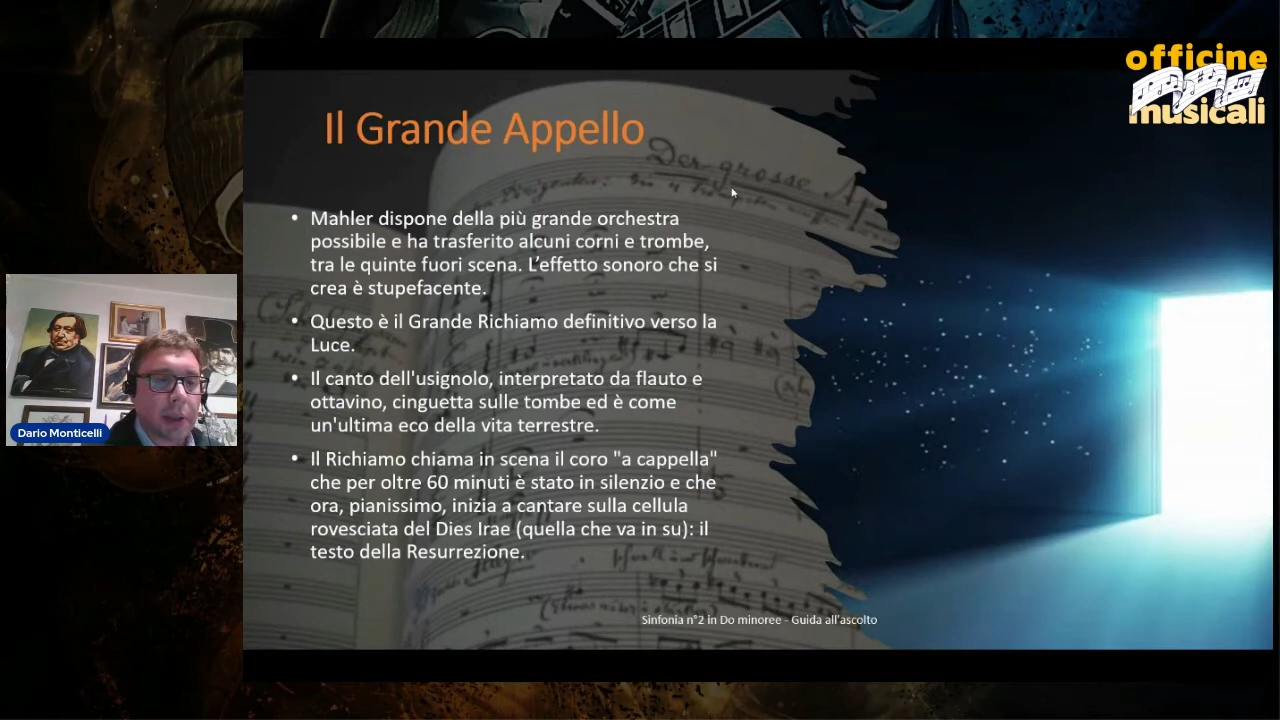 officine
musicali
Il Grande Appello
Der grosse
• Mahler dispone della più grande orchestra
possibile e ha trasferito alcuni corni e trombe,
tra le quinte fuori scena. L'effetto sonoro che si
crea è stupefacente.
• Questo è il Grande Richiamo definitivo verso la
Luce.
• Il canto dell'usignolo, interpretato da flauto e
ottavino, cinguetta sulle tombe ed è come
un'ultima eco della vita terrestre.
• Il Richiamo chiama in scena il coro "a cappella"
che per oltre 60 minuti è stato in silenzio e che
ora, pianissimo, inizia a cantare sulla cellula
rovesciata del Dies Irae (quella che va in su): il
testo della Resurrezione.
Dario Monticelli
Sinfonia n°2 in Do minoree - Guida all'ascolto